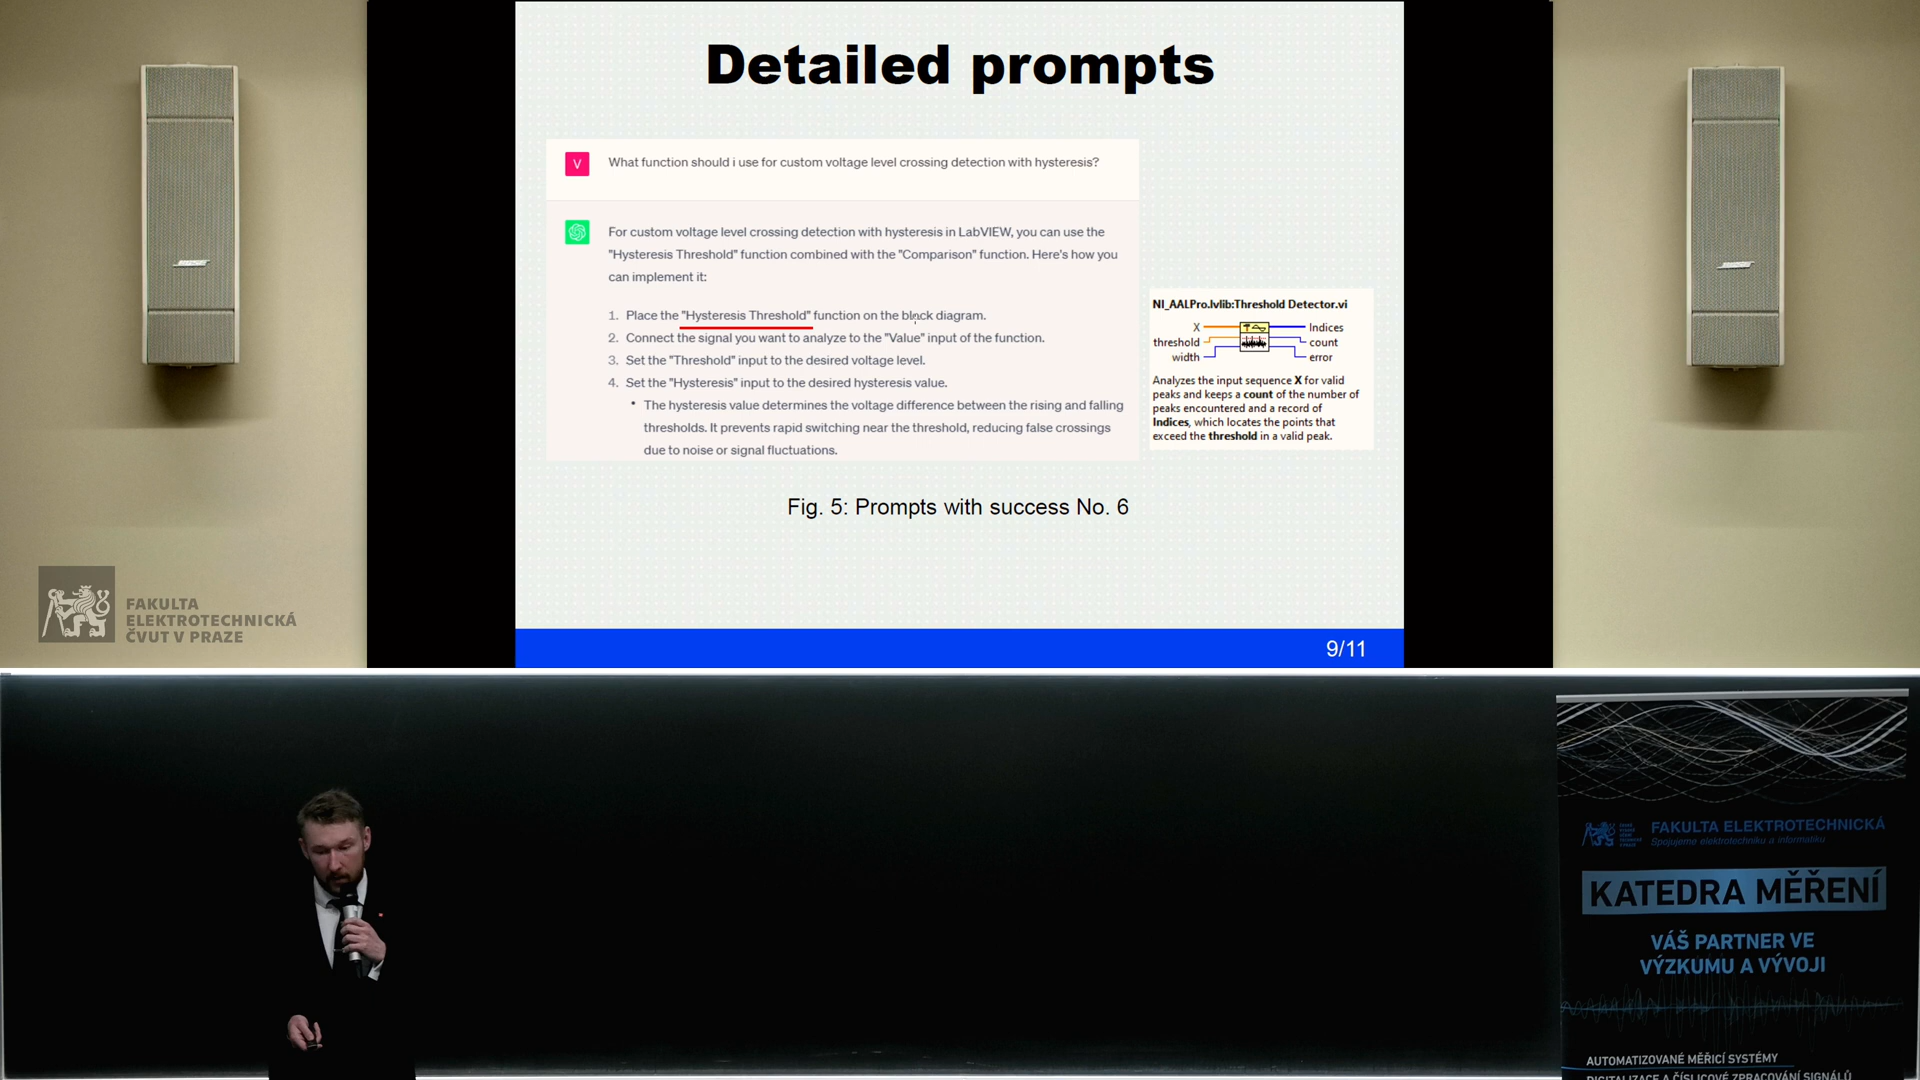 Detailed prompts
V
What function should i use for custom voltage level crossing detection with hysteresis?
For custom voltage level crossing detection with hysteresis in LabVIEW, you can use the
"Hysteresis Threshold" function combined with the "Comparison" function. Here's how you
can implement it:
1. Place the "Hysteresis Threshold" function on the block diagram.
2. Connect the signal you want to analyze to the "Value" input of the function.
3. Set the "Threshold" input to the desired voltage level.
4. Set the "Hysteresis" input to the desired hysteresis value.
• The hysteresis value determines the voltage difference between the rising and falling
thresholds. It prevents rapid switching near the threshold, reducing false crossings
due to noise or signal fluctuations.
NI_AALPro.lvlib:Threshold Detector.vi
X
Indices
threshold
count
width
error
Analyzes the input sequence X for valid
peaks and keeps a count of the number of
peaks encountered and a record of
Indices, which locates the points that
exceed the threshold in a valid peak.
Fig. 5: Prompts with success No. 6
9/11
FAKULTA
ELEKTROTECHNICKÁ
ČVUT V PRAZE
FAKULTA ELEKTROTECHNICKÁ
Spojujeme elektrotechniku a informatiku
KATEDRA MĚŘENÍ
VÁŠ PARTNER VE
VÝZKUMU A VÝVOJI
AUTOMATIZOVANÉ MĚŘICÍ SYSTÉMY
DIGITALIZACE A ČÍSLICOVÉ ZPRACOVÁNÍ SIGNÁLŮ